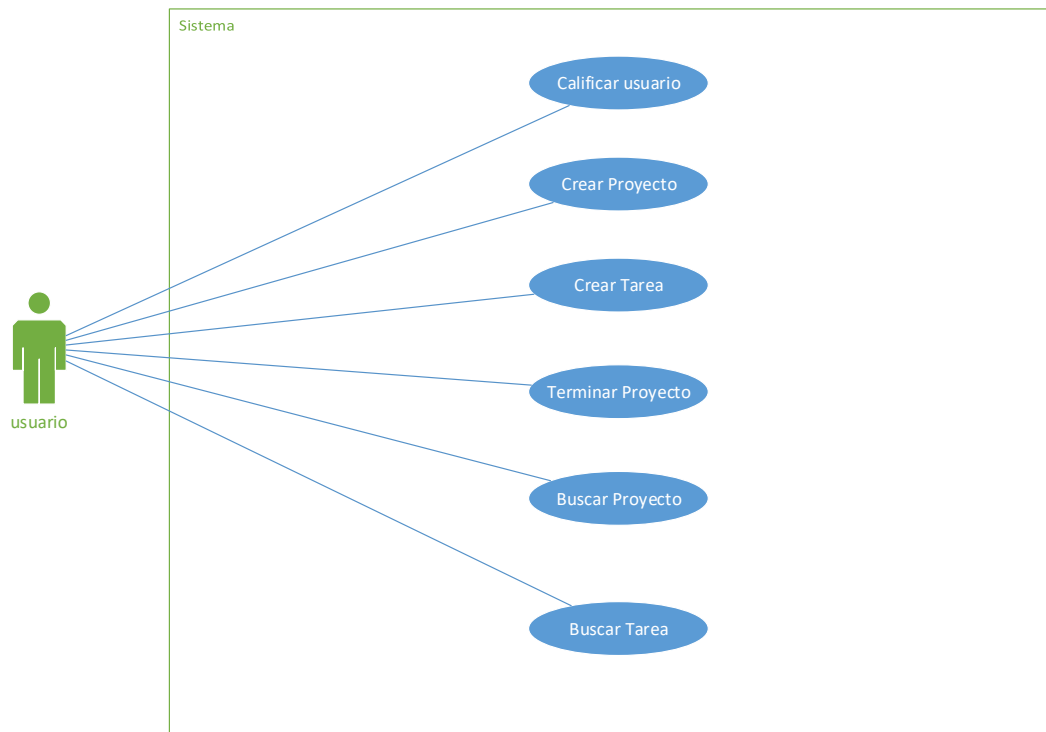 Sistema
Calificar usuario
Crear Proyecto
Crear Tarea
Terminar Proyecto
usuario
Buscar Proyecto
Buscar Tarea